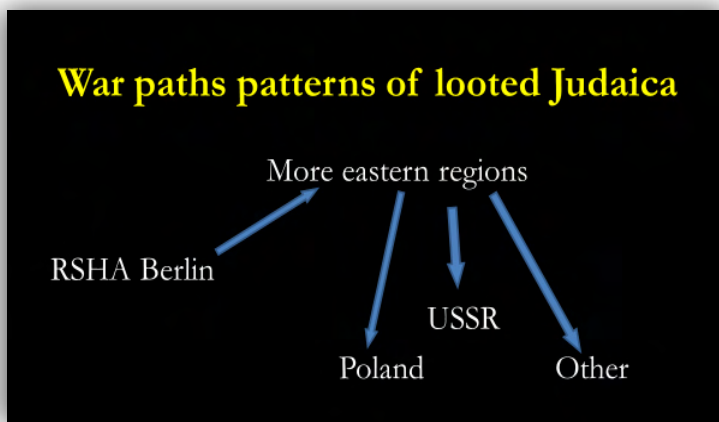 War paths patterns of looted Judaica
More eastern regions
RSHA Berlin
USSR
Poland
Other